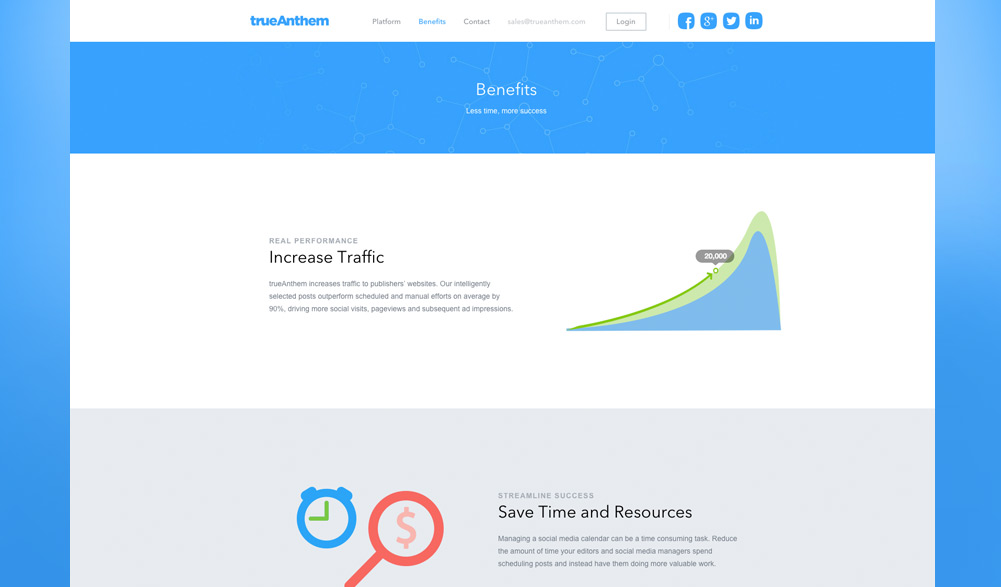 trueAnthem
Platform
Benefits
Contact
sales@trueanthem.com
Login
Benefits
Less time, more success
REAL PERFORMANCE
Increase Traffic
trueAnthem increases traffic to publishers' websites. Our intelligently
selected posts outperform scheduled and manual efforts on average by
90%, driving more social visits, pageviews and subsequent ad impressions.
20,000
STREAMLINE SUCCESS
Save Time and Resources
Managing a social media calendar can be a time consuming task. Reduce
the amount of time your editors and social media managers spend
scheduling posts and instead have them doing more valuable work.